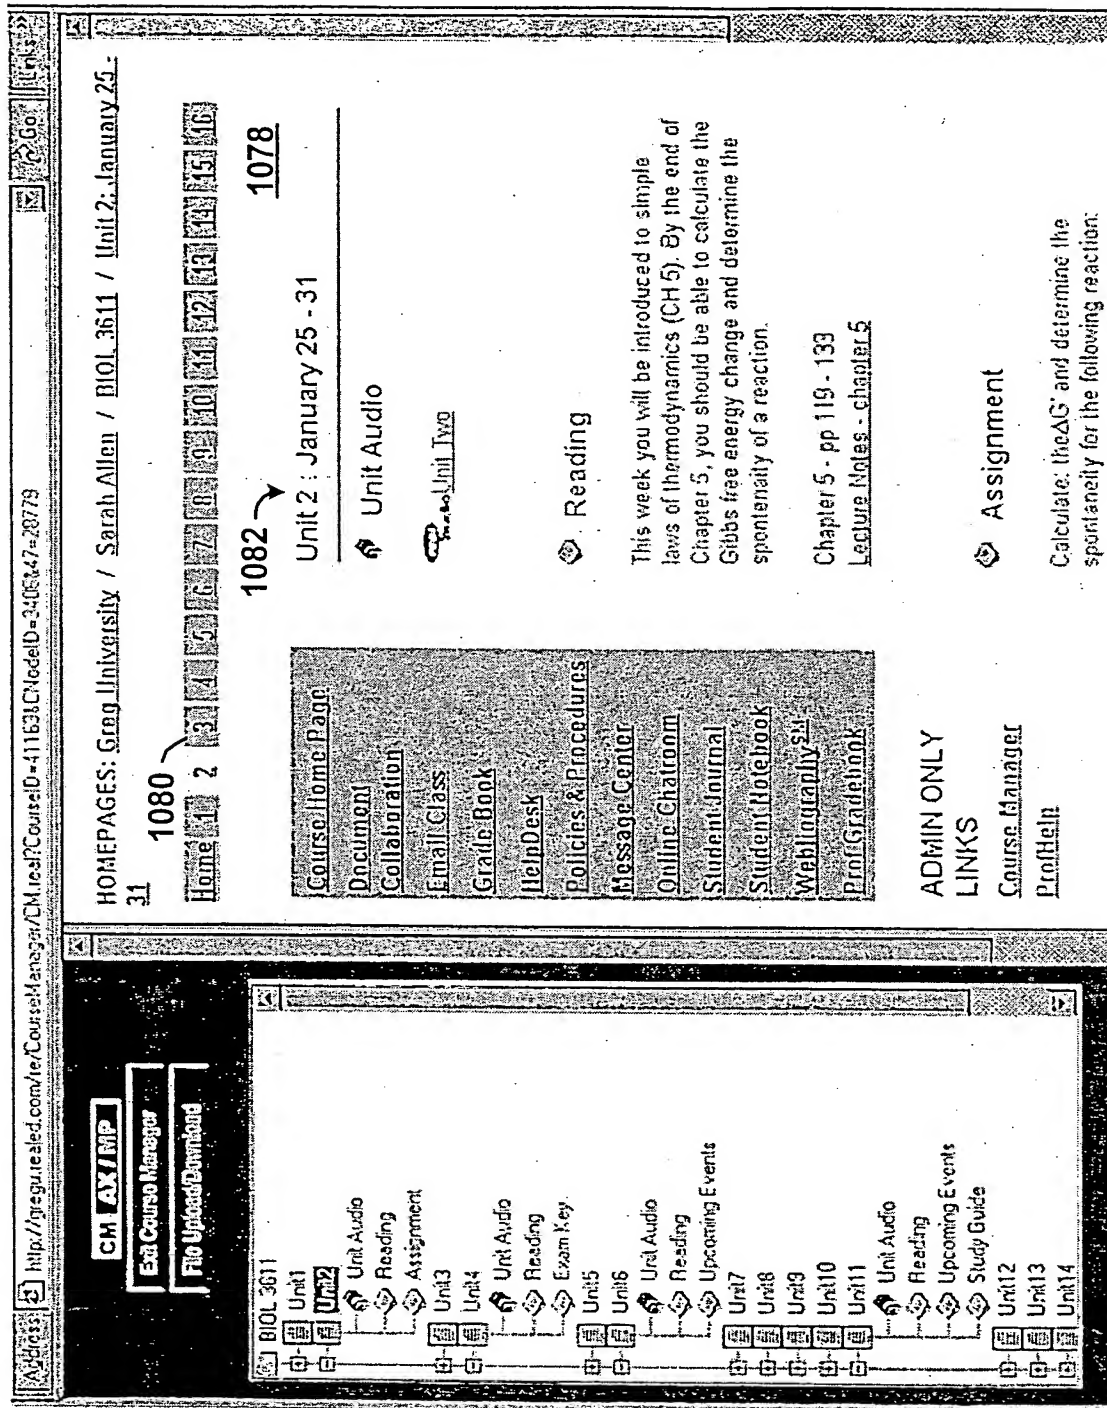 Address http://gregu.realed.com/re/CourseManager/CM.real?CourseID=41163&CNodeID=3406&47=28779 Go Links
CM AX/MP
Exit Course Manager
File Upload/Download
BIOL 3611
Unit1
Unit2
Unit Audio
Reading
Assignment
Unit3
Unit4
Unit Audio
Reading
Exam Key
Unit5
Unit6
Unit Audio
Reading
Upcoming Events
Unit7
Unit8
Unit9
Unit10
Unit11
Unit Audio
Reading
Upcoming Events
Study Guide
Unit12
Unit13
Unit14
HOMEPAGES: Greg University / Sarah Allen / BIOL 3611 / Unit 2: January 25 -
31
1080
Home 1 2 3 4 5 6 7 8 9 10 11 12 13 14 15 16
1082
1078
Course Home Page
Document
Collaboration
Email Class
Grade Book
HelpDesk
Policies & Procedures
Message Center
Online Chatroom
Student Journal
Student Notebook
Webliography SM
Prof Gradebook
ADMIN ONLY
LINKS
Course Manager
ProfHelp
Unit 2 : January 25 - 31
Unit Audio
Unit Two
Reading
This week you will be introduced to simple
laws of thermodynamics (CH 5). By the end of
Chapter 5, you should be able to calculate the
Gibbs free energy change and determine the
spontenaity of a reaction.
Chapter 5 - pp 119 - 139
Lecture Notes - chapter 5
Assignment
Calculate: the ΔG' and determine the
spontaneity for the following reaction: